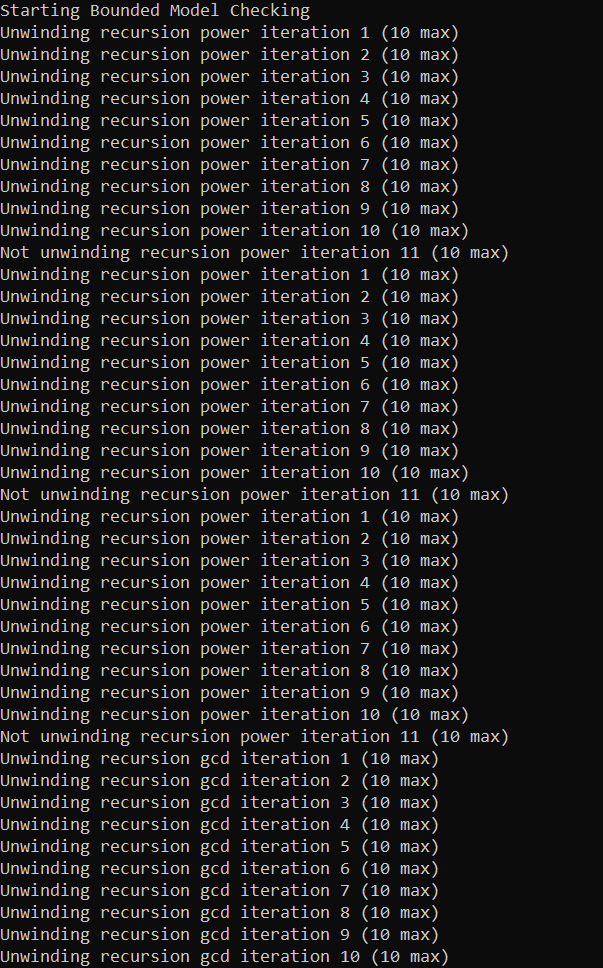 Starting Bounded Model Checking
Unwinding recursion power iteration 1 (10 max)
Unwinding recursion power iteration 2 (10 max)
Unwinding recursion power iteration 3 (10 max)
Unwinding recursion power iteration 4 (10 max)
Unwinding recursion power iteration 5 (10 max)
Unwinding recursion power iteration 6 (10 max)
Unwinding recursion power iteration 7 (10 max)
Unwinding recursion power iteration 8 (10 max)
Unwinding recursion power iteration 9 (10 max)
Unwinding recursion power iteration 10 (10 max)
Not unwinding recursion power iteration 11 (10 max)
Unwinding recursion power iteration 1 (10 max)
Unwinding recursion power iteration 2 (10 max)
Unwinding recursion power iteration 3 (10 max)
Unwinding recursion power iteration 4 (10 max)
Unwinding recursion power iteration 5 (10 max)
Unwinding recursion power iteration 6 (10 max)
Unwinding recursion power iteration 7 (10 max)
Unwinding recursion power iteration 8 (10 max)
Unwinding recursion power iteration 9 (10 max)
Unwinding recursion power iteration 10 (10 max)
Not unwinding recursion power iteration 11 (10 max)
Unwinding recursion power iteration 1 (10 max)
Unwinding recursion power iteration 2 (10 max)
Unwinding recursion power iteration 3 (10 max)
Unwinding recursion power iteration 4 (10 max)
Unwinding recursion power iteration 5 (10 max)
Unwinding recursion power iteration 6 (10 max)
Unwinding recursion power iteration 7 (10 max)
Unwinding recursion power iteration 8 (10 max)
Unwinding recursion power iteration 9 (10 max)
Unwinding recursion power iteration 10 (10 max)
Not unwinding recursion power iteration 11 (10 max)
Unwinding recursion gcd iteration 1 (10 max)
Unwinding recursion gcd iteration 2 (10 max)
Unwinding recursion gcd iteration 3 (10 max)
Unwinding recursion gcd iteration 4 (10 max)
Unwinding recursion gcd iteration 5 (10 max)
Unwinding recursion gcd iteration 6 (10 max)
Unwinding recursion gcd iteration 7 (10 max)
Unwinding recursion gcd iteration 8 (10 max)
Unwinding recursion gcd iteration 9 (10 max)
Unwinding recursion gcd iteration 10 (10 max)